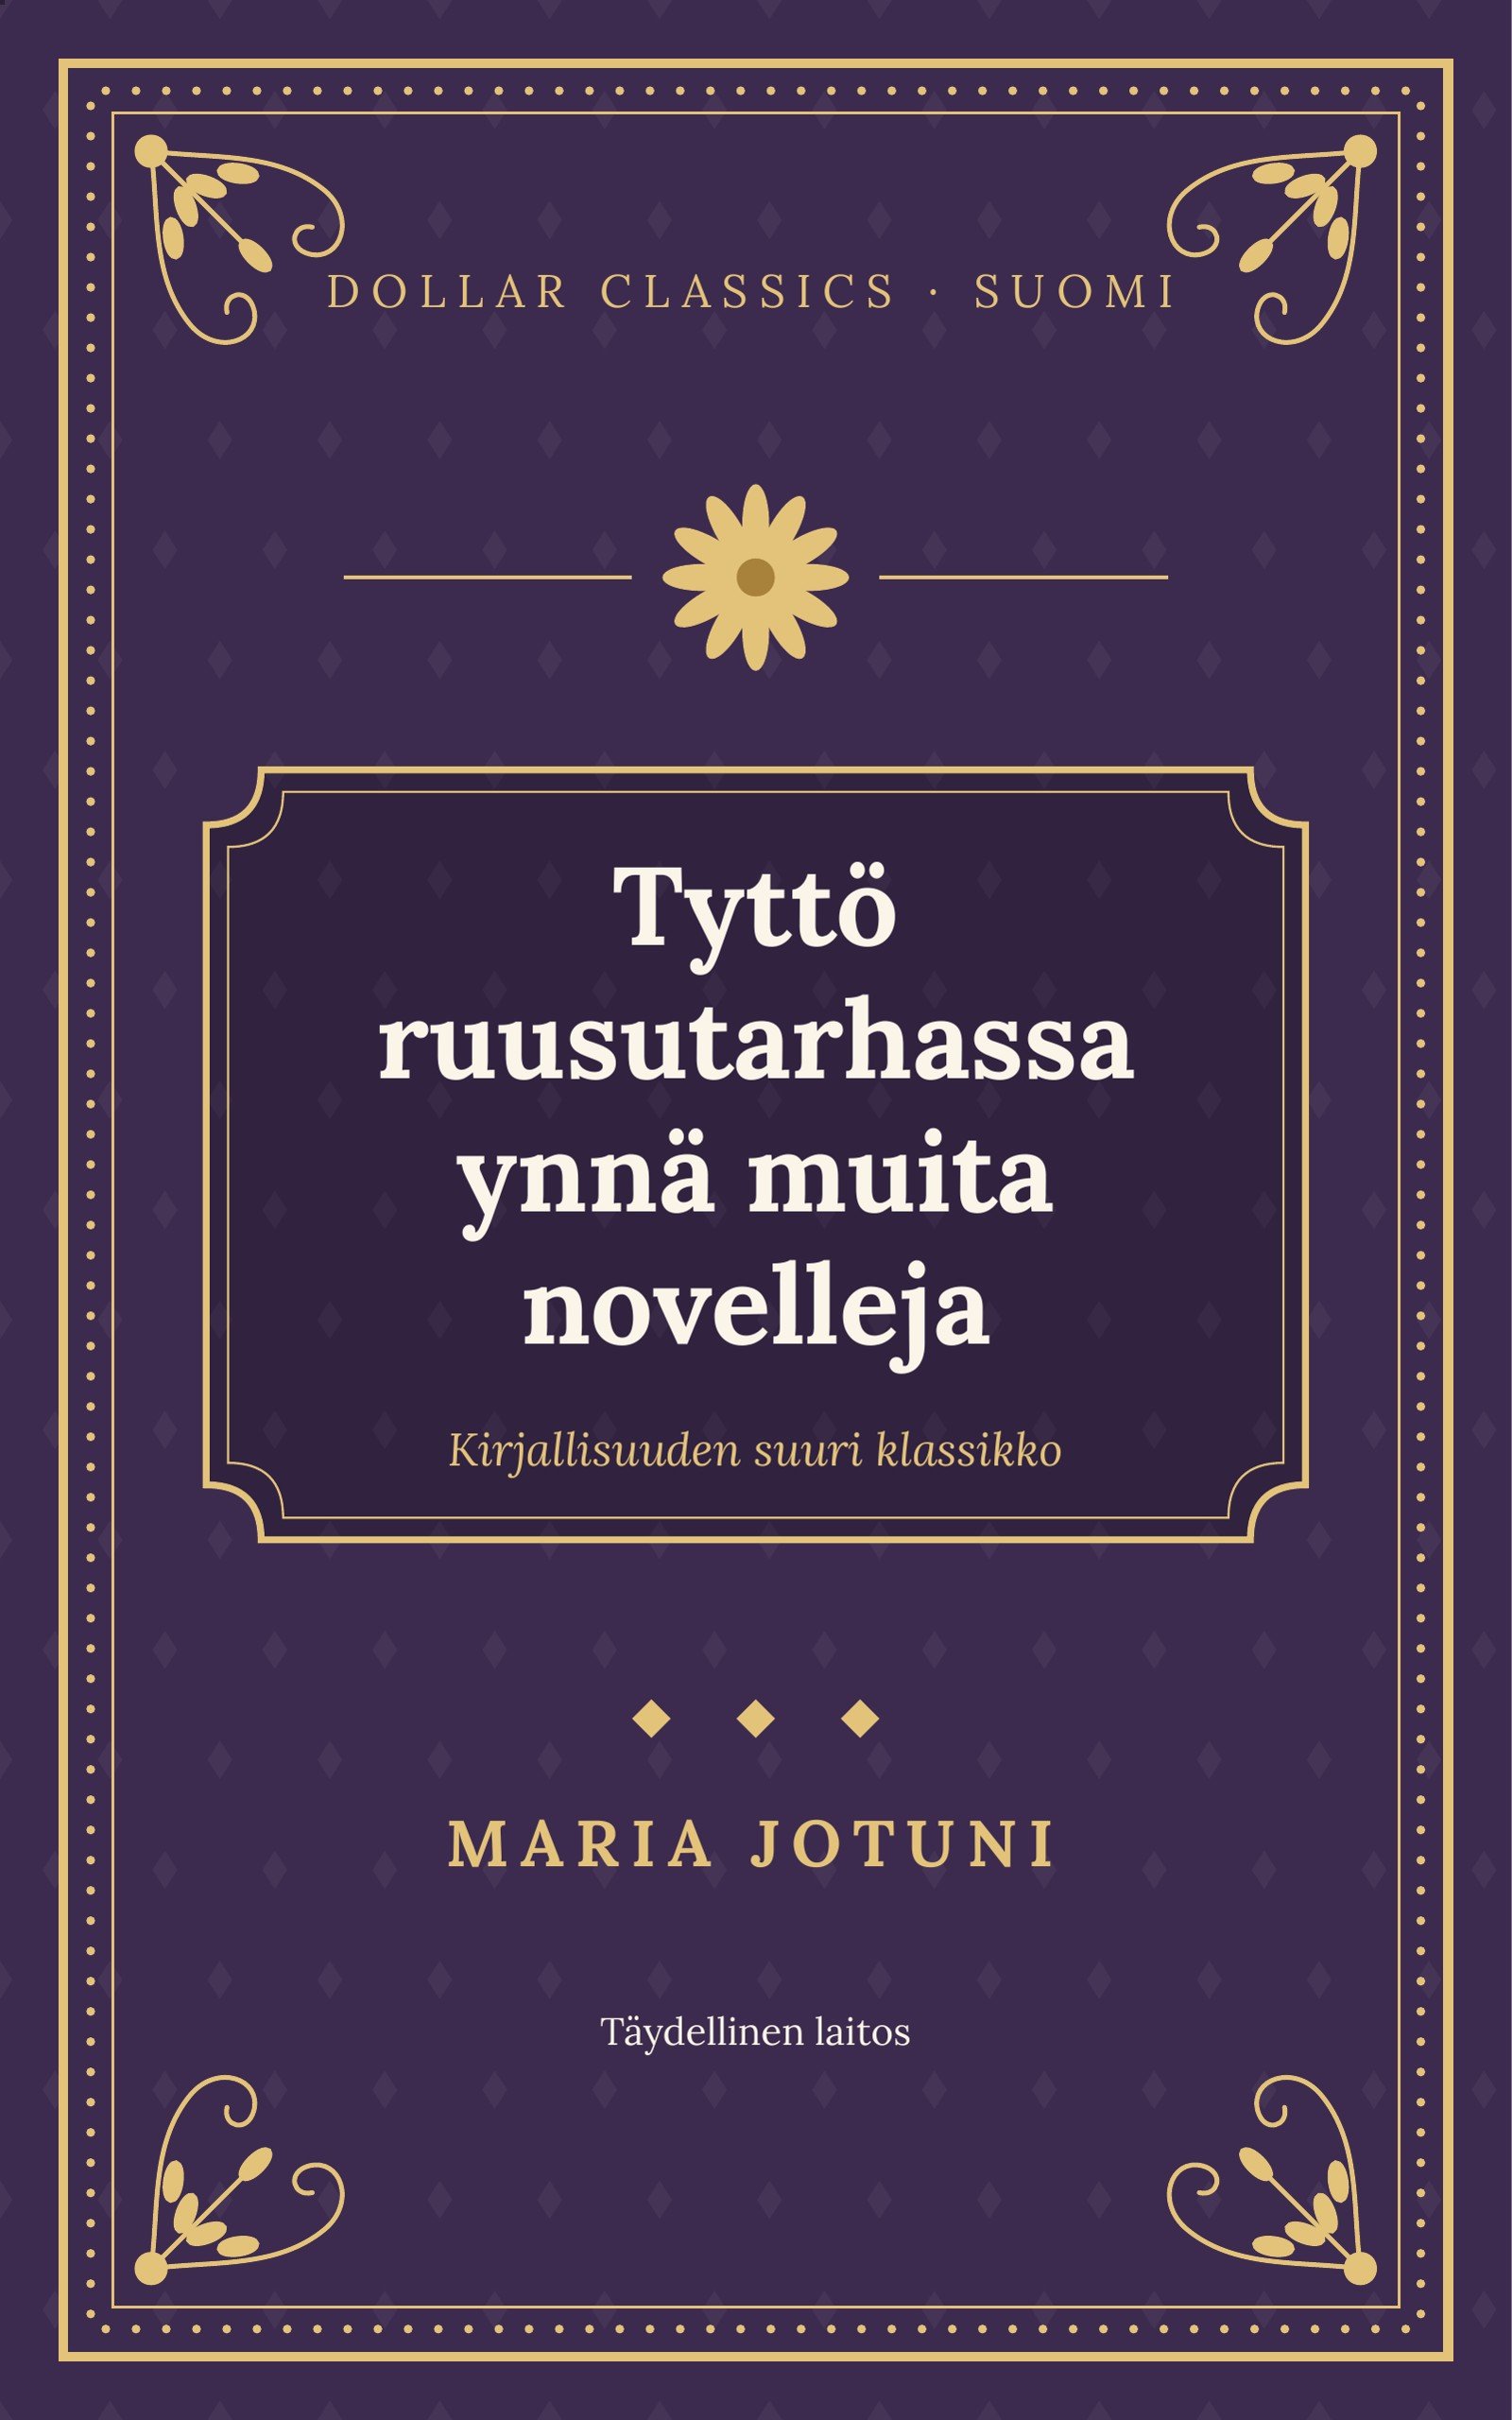 DOLLAR CLASSICS · SUOMI
Tyttö
ruusutarhassa
ynnä muita
novelleja
Kirjallisuuden suuri klassikko
MARIA JOTUNI
Täydellinen laitos